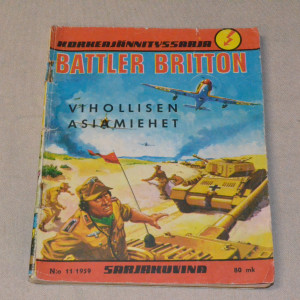 KORKEAJÄNNITYSSARJA
BATTLER BRITTON
VIHOLLISEN
ASIAMIEHET
N:o 11 1959
SARJAKUVINA
80 mk